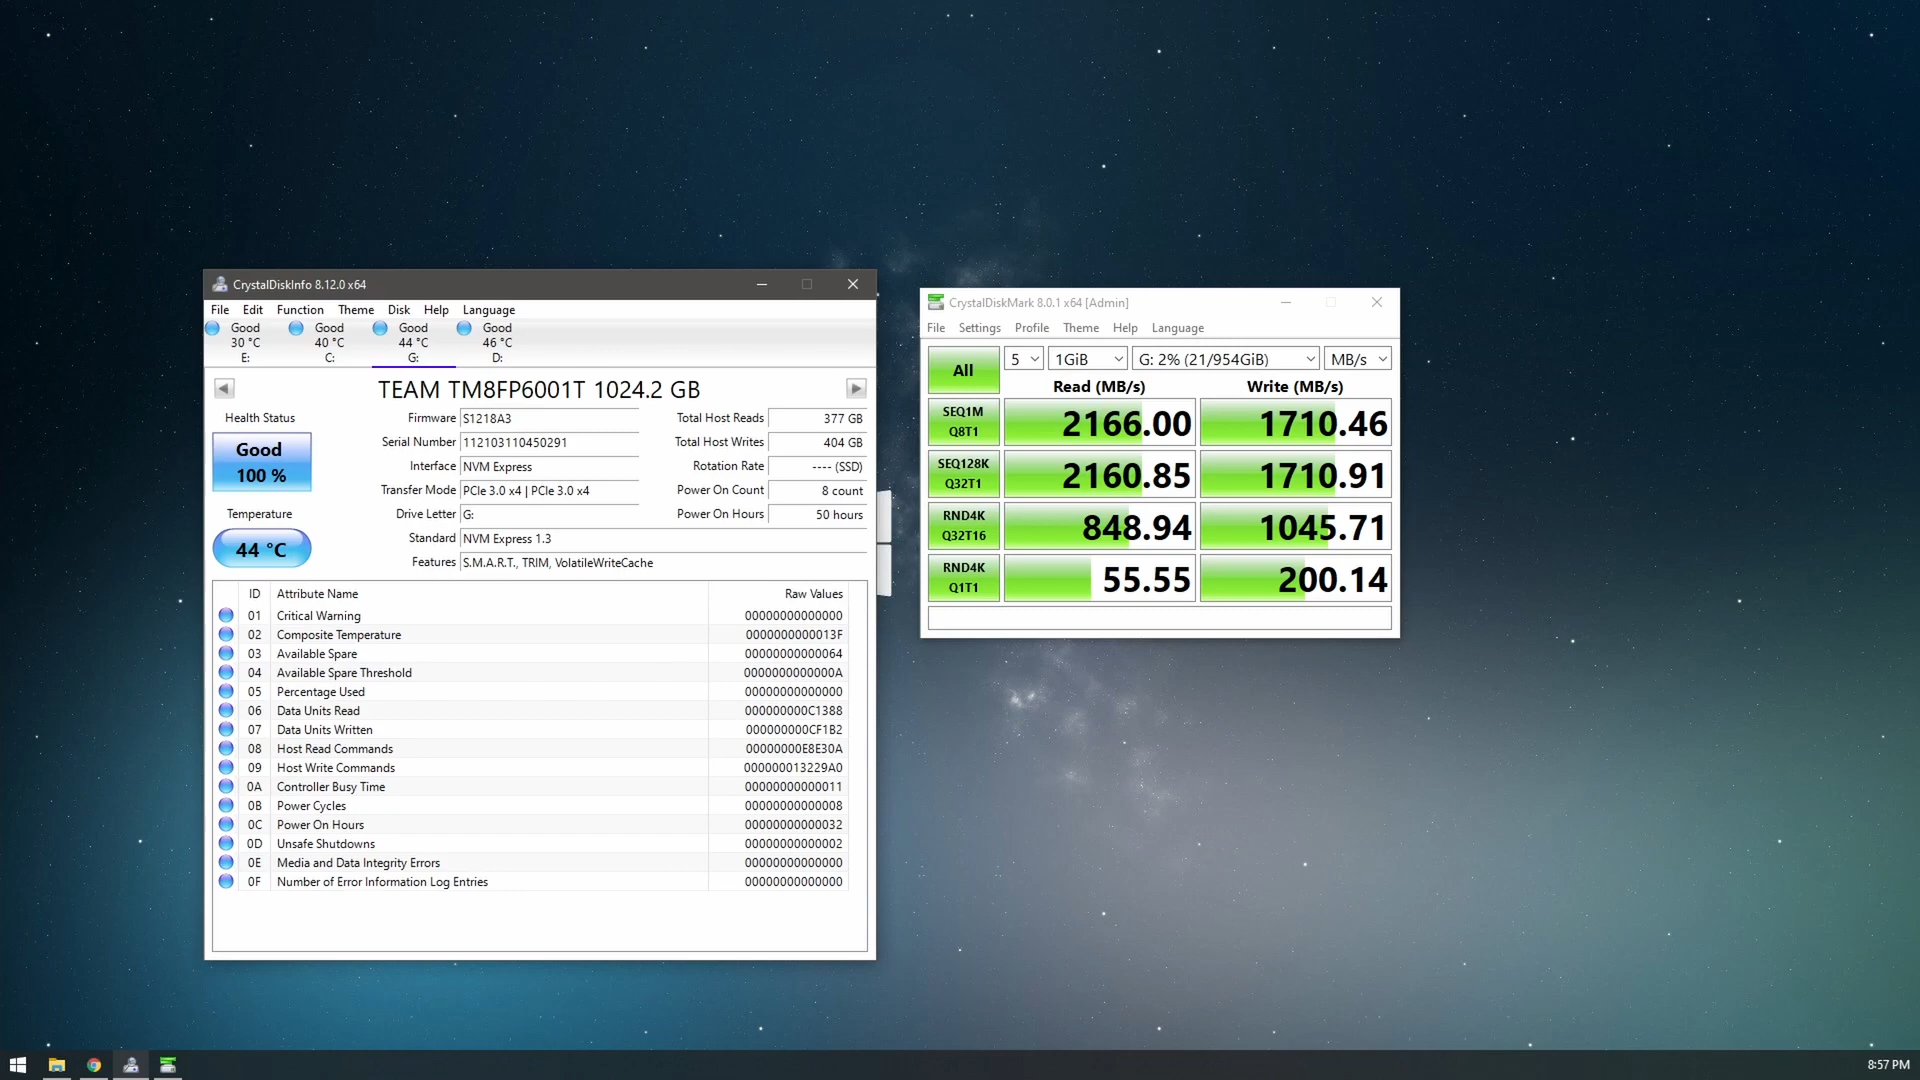 CrystalDiskInfo 8.12.0 x64
File Edit Function Theme Disk Help Language
Good Good Good Good
30 °C 40 °C 44 °C 46 °C
E: C: G: D:
TEAM TM8FP6001T 1024.2 GB
Health Status
Good
100 %
Temperature
44 °C
Firmware S1218A3
Serial Number 112103110450291
Interface NVM Express
Transfer Mode PCIe 3.0 x4 | PCIe 3.0 x4
Drive Letter G:
Standard NVM Express 1.3
Features S.M.A.R.T., TRIM, VolatileWriteCache
Total Host Reads 377 GB
Total Host Writes 404 GB
Rotation Rate ---- (SSD)
Power On Count 8 count
Power On Hours 50 hours
ID Attribute Name Raw Values
01 Critical Warning 00000000000000
02 Composite Temperature 0000000000013F
03 Available Spare 00000000000064
04 Available Spare Threshold 0000000000000A
05 Percentage Used 00000000000000
06 Data Units Read 000000000C1388
07 Data Units Written 000000000CF1B2
08 Host Read Commands 00000000E8E30A
09 Host Write Commands 000000013229A0
0A Controller Busy Time 00000000000011
0B Power Cycles 00000000000008
0C Power On Hours 00000000000032
0D Unsafe Shutdowns 00000000000002
0E Media and Data Integrity Errors 00000000000000
0F Number of Error Information Log Entries 00000000000000
CrystalDiskMark 8.0.1 x64 [Admin]
File Settings Profile Theme Help Language
All 5 1GiB G: 2% (21/954GiB) MB/s
Read (MB/s) Write (MB/s)
SEQ1M
Q8T1 2166.00 1710.46
SEQ128K
Q32T1 2160.85 1710.91
RND4K
Q32T16 848.94 1045.71
RND4K
Q1T1 55.55 200.14
8:57 PM